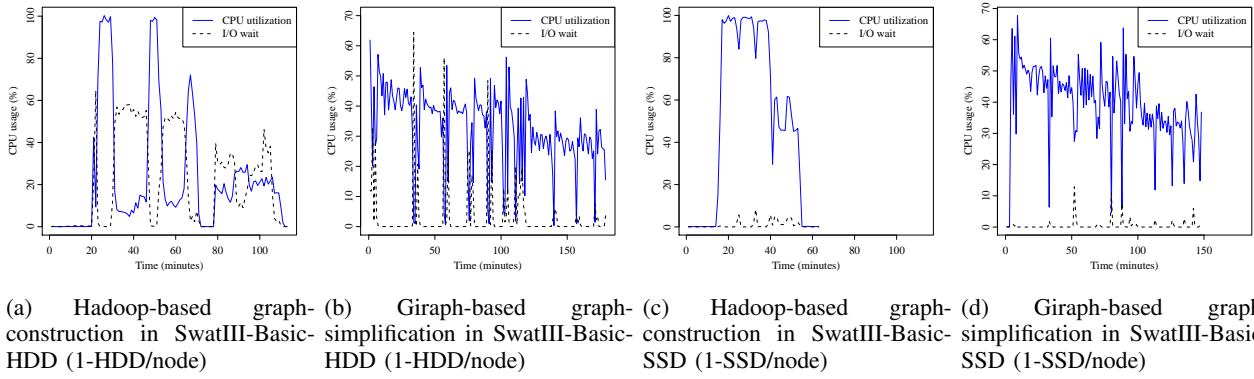 CPU usage (%)
0 20 40 60 80 100
CPU utilization
I/O wait
0 20 40 60 80 100
Time (minutes)
CPU usage (%)
0 10 20 30 40 50 60 70
CPU utilization
I/O wait
0 50 100 150
Time (minutes)
CPU usage (%)
0 20 40 60 80 100
CPU utilization
I/O wait
0 20 40 60 80 100
Time (minutes)
CPU usage (%)
0 10 20 30 40 50 60 70
CPU utilization
I/O wait
0 50 100 150
Time (minutes)
(a) Hadoop-based graph-
construction in SwatIII-Basic-
HDD (1-HDD/node)
(b) Giraph-based graph-
simplification in SwatIII-Basic-
HDD (1-HDD/node)
(c) Hadoop-based graph-
construction in SwatIII-Basic-
SSD (1-SSD/node)
(d) Giraph-based graph
simplification in SwatIII-Basic
SSD (1-SSD/node)